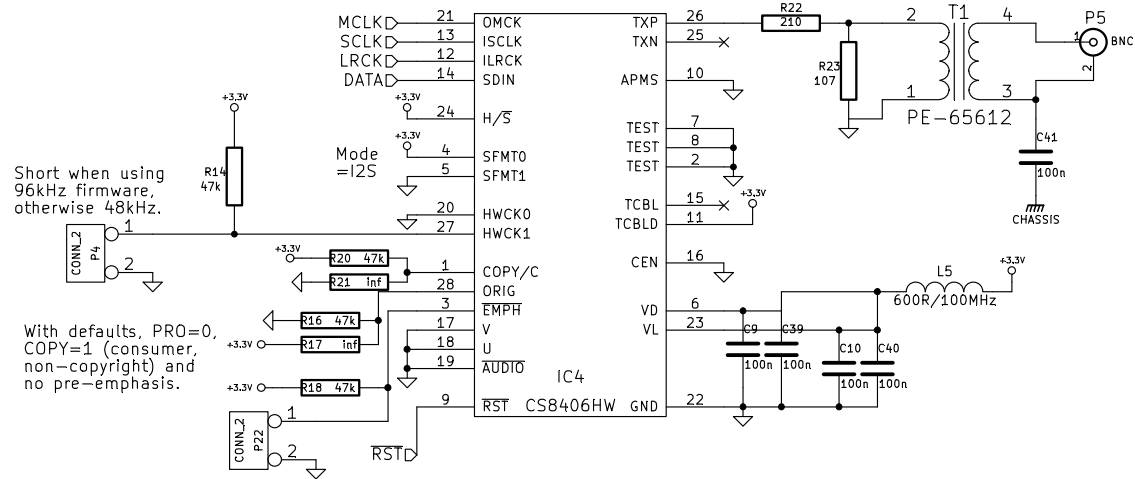 MCLK
SCLK
LRCK
DATA
21
13
12
14
OMCK
ISCLK
ILRCK
SDIN
+3.3V
24
H/S
+3.3V
Mode
=I2S
4
5
SFMT0
SFMT1
20
27
HWCK0
HWCK1
+3.3V
R14
47k
Short when using
96kHz firmware,
otherwise 48kHz.
CONN_2
P4
1
2
+3.3V
R20 47k
R21 inf
R16 47k
+3.3V
R17 inf
+3.3V
R18 47k
1
28
3
17
18
19
9
COPY/C
ORIG
EMPH
V
U
AUDIO
RST
With defaults, PRO=0,
COPY=1 (consumer,
non-copyright) and
no pre-emphasis.
CONN_2
P22
1
2
RST
IC4
CS8406HW
TXP
TXN
APMS
TEST
TEST
TEST
TCBL
TCBLD
CEN
VD
VL
GND
26
25
10
7
8
2
15
11
16
6
23
22
+3.3V
R22
210
R23
107
T1
2
1
4
3
PE-65612
P5
1
2
BNC
C41
100n
CHASSIS
L5
600R/100MHz
+3.3V
C9
100n
C39
100n
C10
100n
C40
100n